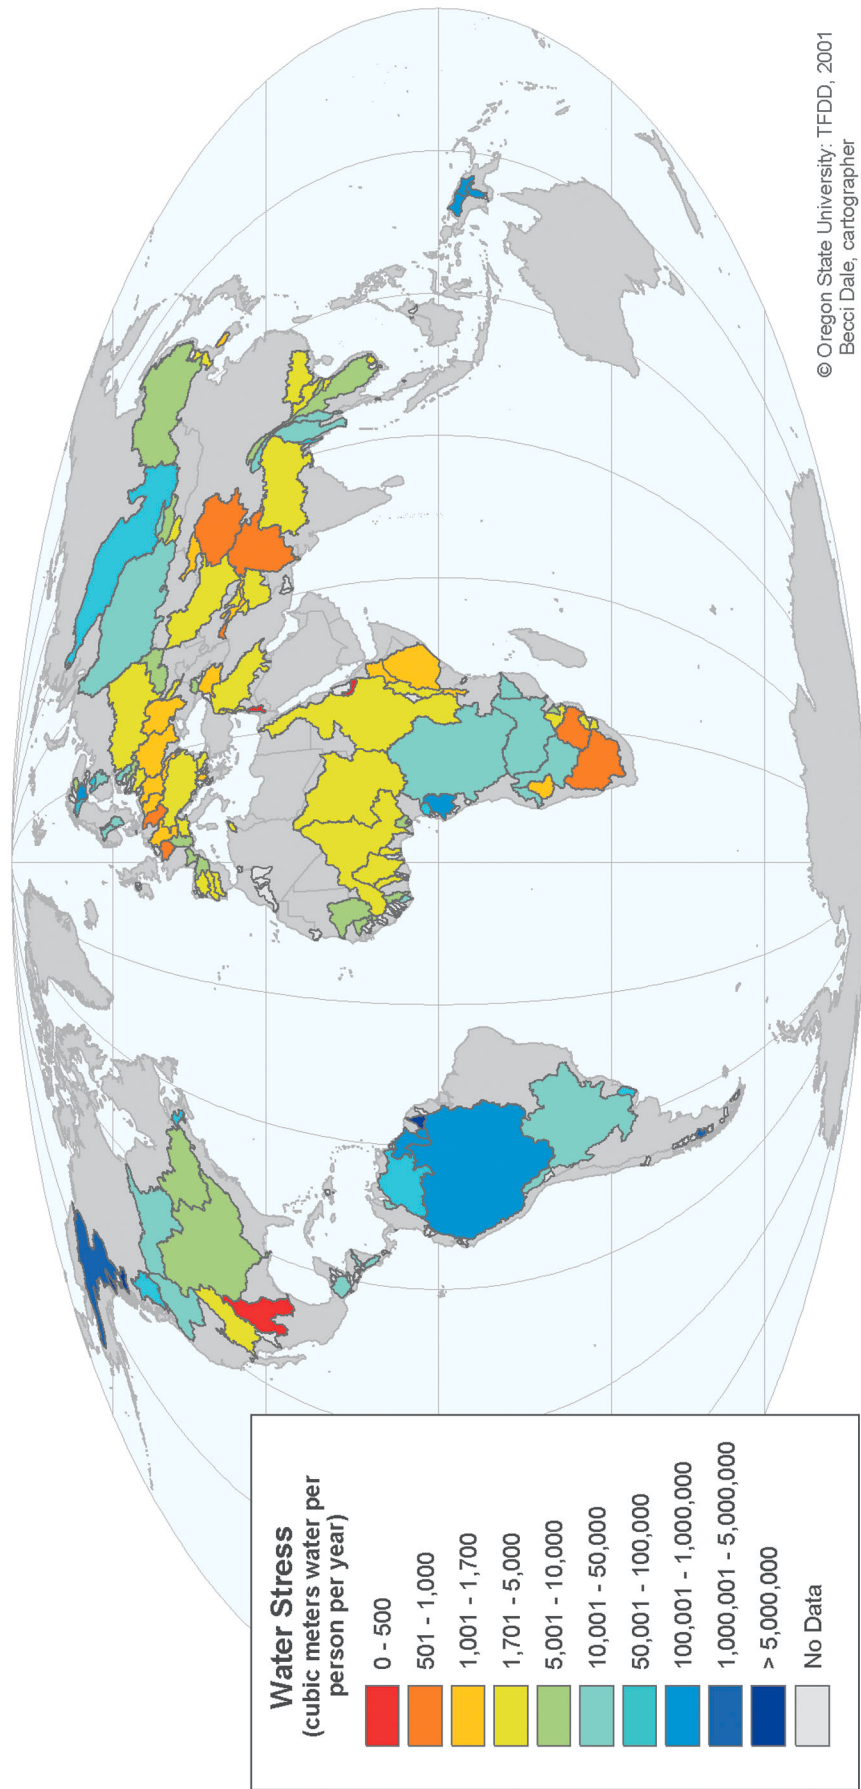 Water Stress
(cubic meters water per
person per year)
0 - 500
501 - 1,000
1,001 - 1,700
1,701 - 5,000
5,001 - 10,000
10,001 - 50,000
50,001 - 100,000
100,001 - 1,000,000
1,000,001 - 5,000,000
> 5,000,000
No Data
© Oregon State University: TFDD, 2001
Becci Dale, cartographer